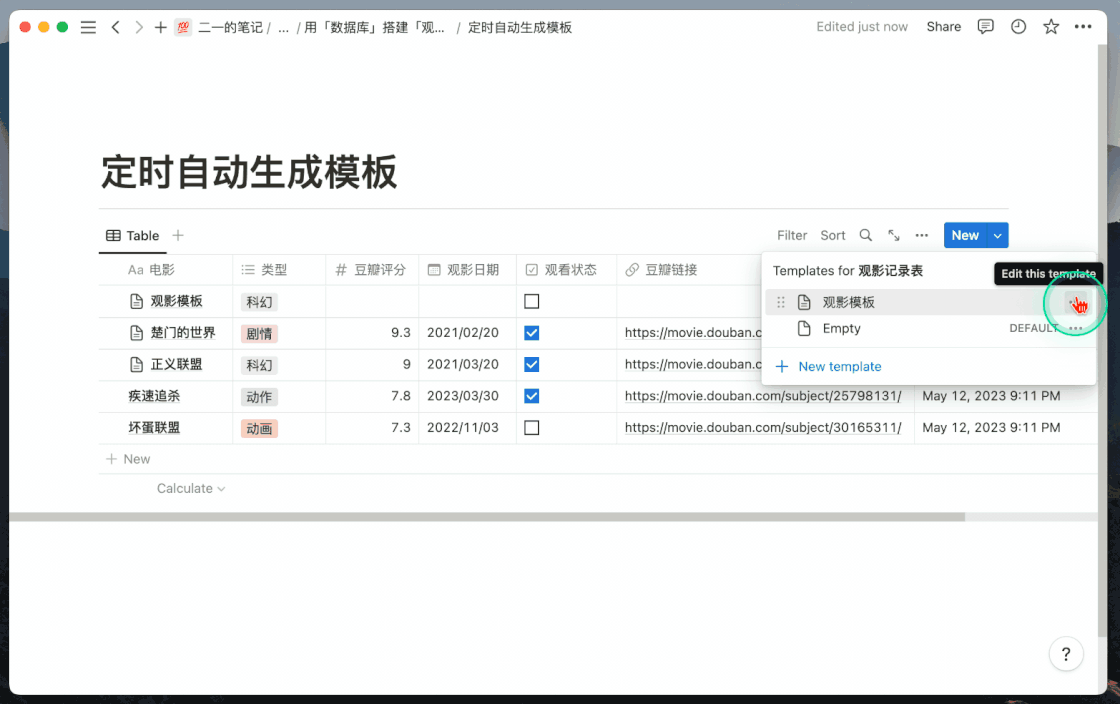 二一的笔记 / ... / 用「数据库」搭建「观... / 定时自动生成模板 Edited just now Share
定时自动生成模板
Table Filter Sort New
Aa 电影 类型 # 豆瓣评分 观影日期 观看状态 豆瓣链接
Templates for 观影记录表
Edit this template
观影模板
Empty DEFAULT
New template
观影模板 科幻
楚门的世界 剧情 9.3 2021/02/20 https://movie.douban.c
正义联盟 科幻 9 2021/03/20 https://movie.douban.c
疾速追杀 动作 7.8 2023/03/30 https://movie.douban.com/subject/25798131/ May 12, 2023 9:11 PM
坏蛋联盟 动画 7.3 2022/11/03 https://movie.douban.com/subject/30165311/ May 12, 2023 9:11 PM
+ New
Calculate
?